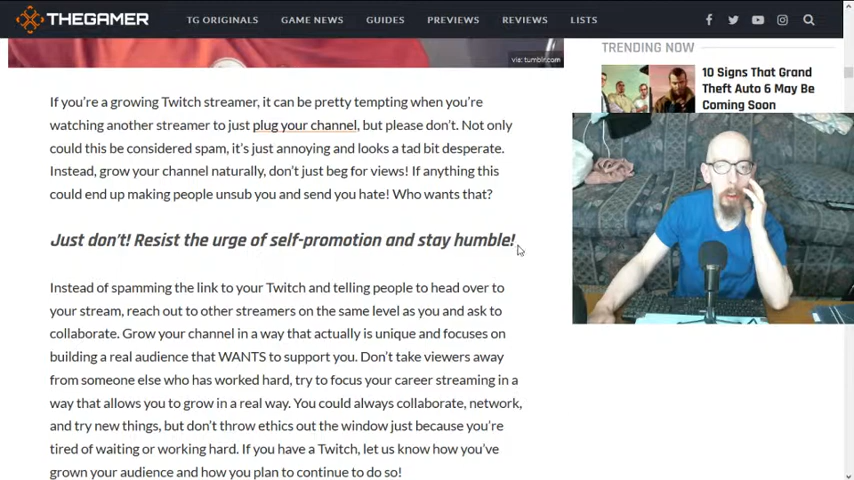 THEGAMER
TG ORIGINALS
GAME NEWS
GUIDES
PREVIEWS
REVIEWS
LISTS
via: tumblr.com
If you're a growing Twitch streamer, it can be pretty tempting when you're
watching another streamer to just plug your channel, but please don't. Not only
could this be considered spam, it's just annoying and looks a tad bit desperate.
Instead, grow your channel naturally, don't just beg for views! If anything this
could end up making people unsub you and send you hate! Who wants that?
Just don't! Resist the urge of self-promotion and stay humble!
Instead of spamming the link to your Twitch and telling people to head over to
your stream, reach out to other streamers on the same level as you and ask to
collaborate. Grow your channel in a way that actually is unique and focuses on
building a real audience that WANTS to support you. Don't take viewers away
from someone else who has worked hard, try to focus your career streaming in a
way that allows you to grow in a real way. You could always collaborate, network,
and try new things, but don't throw ethics out the window just because you're
tired of waiting or working hard. If you have a Twitch, let us know how you've
grown your audience and how you plan to continue to do so!
TRENDING NOW
10 Signs That Grand
Theft Auto 6 May Be
Coming Soon